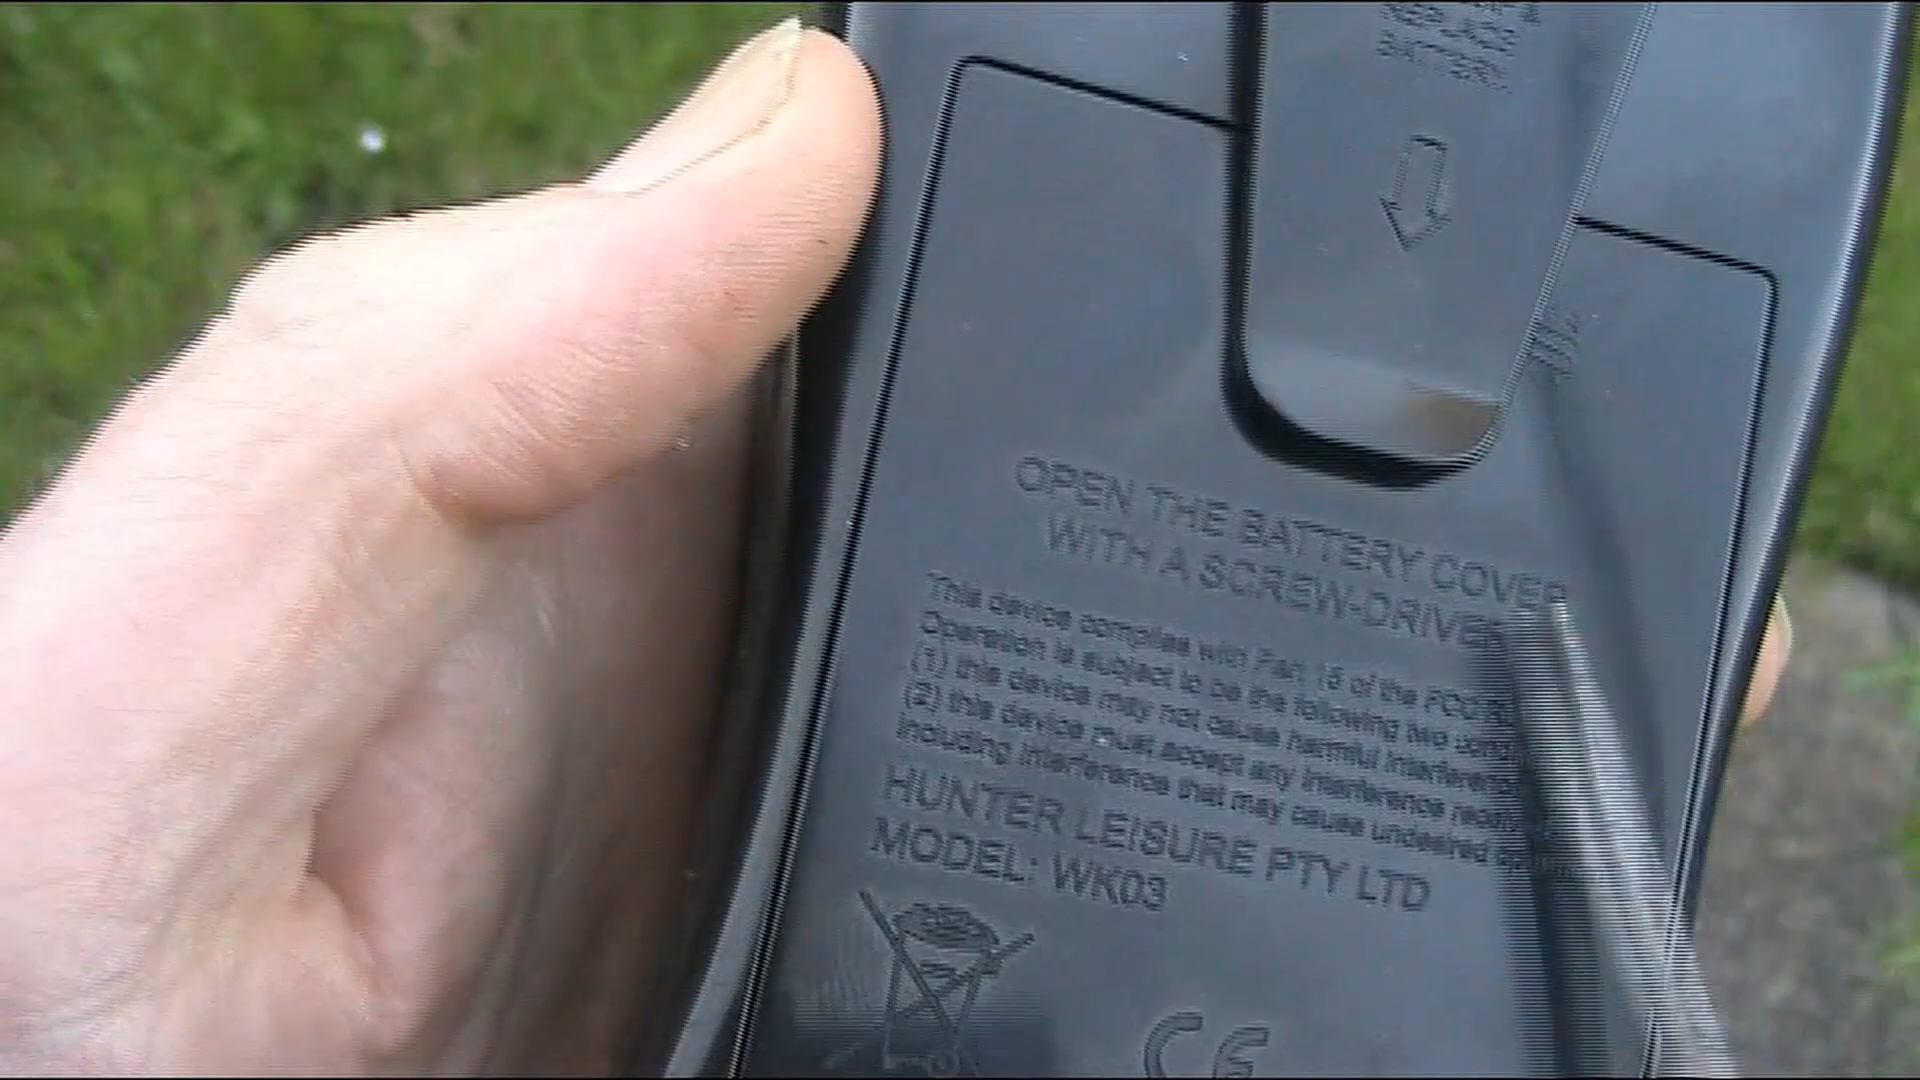 BATTERY
OPEN THE BATTERY COVER
WITH A SCREW-DRIVER
This device complies with Part 15 of the FCC
Operation is subject to be the following two
(1) this device may not cause harmful interference
(2) this device must accept any interference
including interference that may cause undesired
HUNTER LEISURE PTY LTD
MODEL: WK03
CE